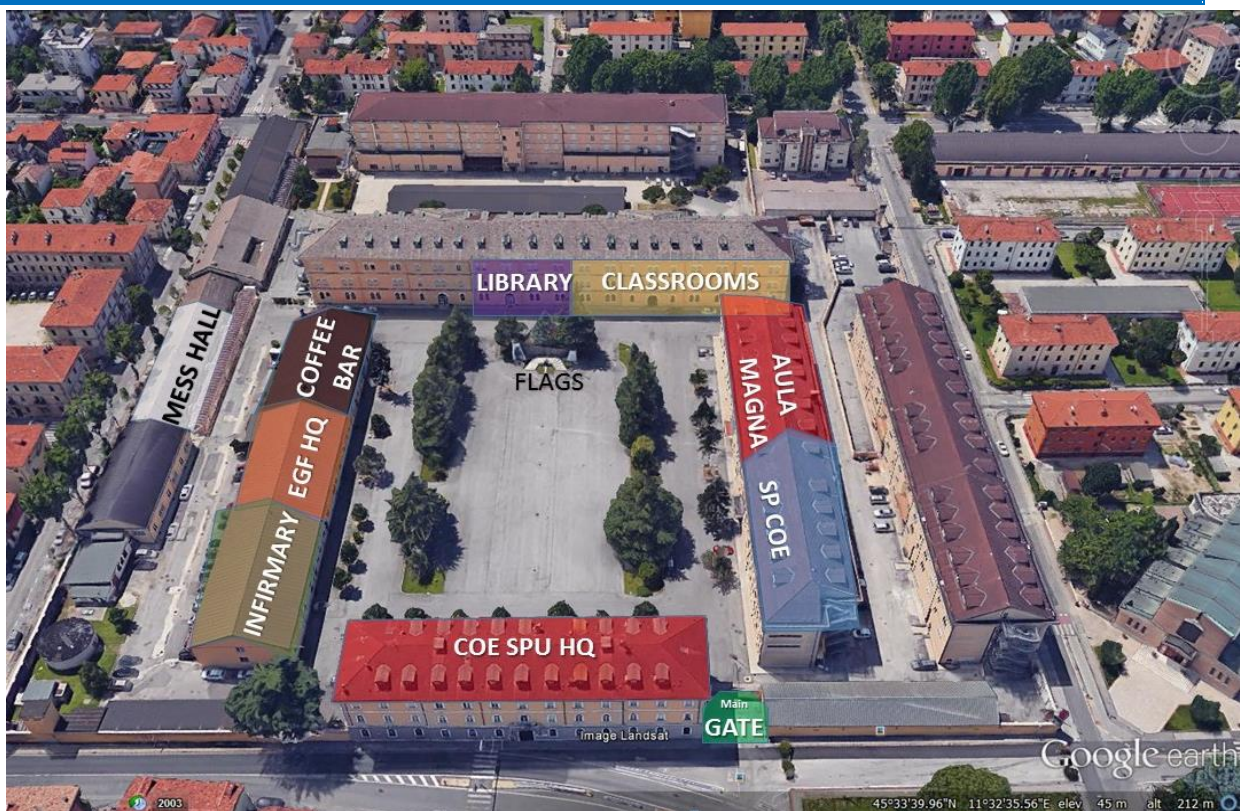 LIBRARY
CLASSROOMS
FLAGS
COFFEE
BAR
MESS HALL
EGF HQ
INFIRMARY
AULA
MAGNA
SP COE
COE SPU HQ
Main
GATE
Image Landsat
Google earth
2003
45°33'39.96"N 11°32'35.56"E elev 45 m alt 212 m